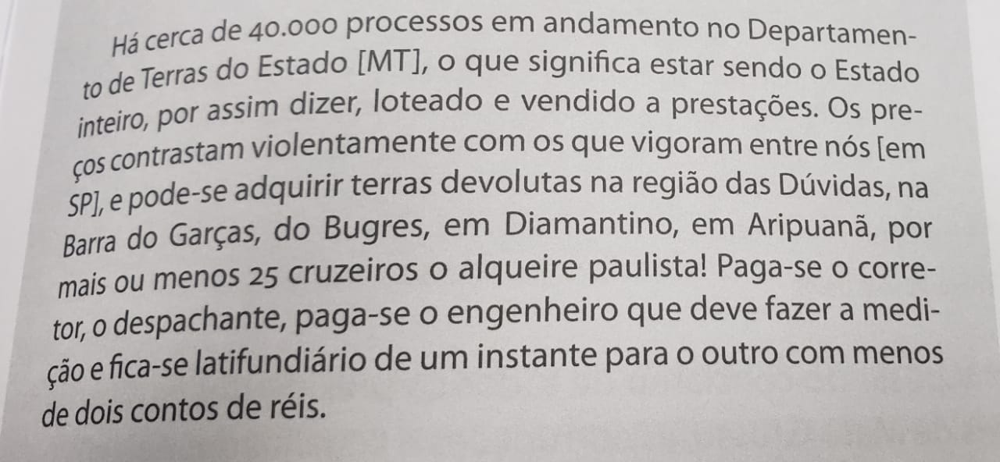 Há cerca de 40.000 processos em andamento no Departamen-
to de Terras do Estado [MT], o que significa estar sendo o Estado
inteiro, por assim dizer, loteado e vendido a prestações. Os pre-
ços contrastam violentamente com os que vigoram entre nós [em
SP], e pode-se adquirir terras devolutas na região das Dúvidas, na
Barra do Garças, do Bugres, em Diamantino, em Aripuanã, por
mais ou menos 25 cruzeiros o alqueire paulista! Paga-se o corre-
tor, o despachante, paga-se o engenheiro que deve fazer a medi-
ção e fica-se latifundiário de um instante para o outro com menos
de dois contos de réis.